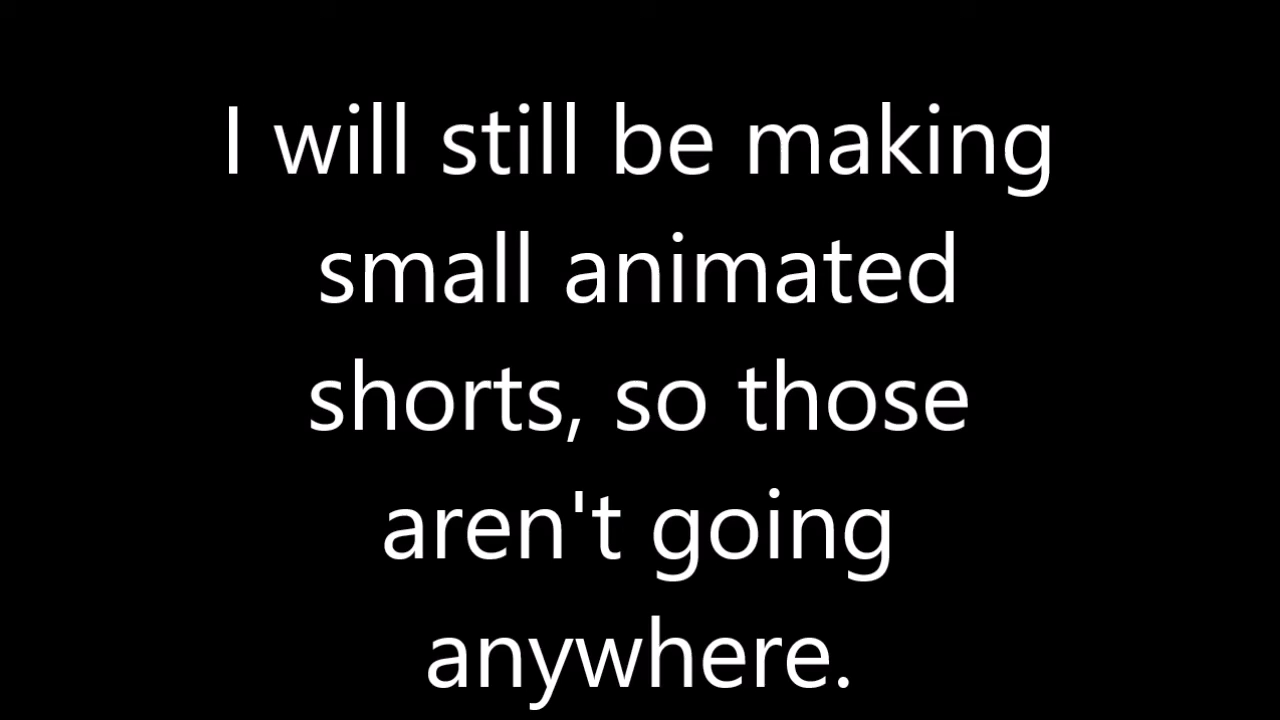 I will still be making
small animated
shorts, so those
aren't going
anywhere.